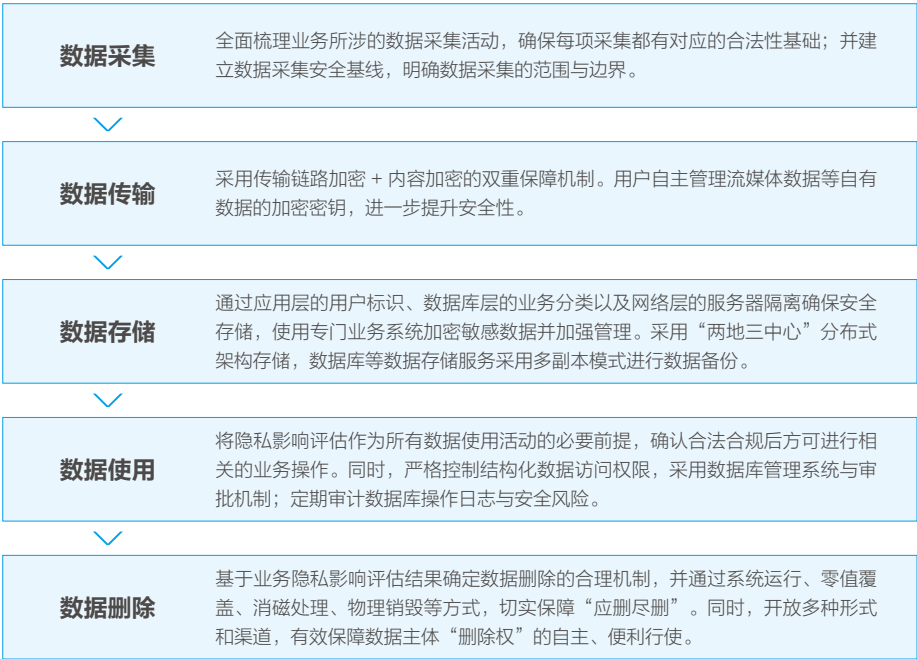 数据采集
全面梳理业务所涉的数据采集活动，确保每项采集都有对应的合法性基础；并建
立数据采集安全基线，明确数据采集的范围与边界。
数据传输
采用传输链路加密 + 内容加密的双重保障机制。用户自主管理流媒体数据等自有
数据的加密密钥，进一步提升安全性。
数据存储
通过应用层的用户标识、数据库层的业务分类以及网络层的服务器隔离确保安全
存储，使用专门业务系统加密敏感数据并加强管理。采用“两地三中心”分布式
架构存储，数据库等数据存储服务采用多副本模式进行数据备份。
数据使用
将隐私影响评估作为所有数据使用活动的必要前提，确认合法合规后方可进行相
关的业务操作。同时，严格控制结构化数据访问权限，采用数据库管理系统与审
批机制；定期审计数据库操作日志与安全风险。
数据删除
基于业务隐私影响评估结果确定数据删除的合理机制，并通过系统运行、零值覆
盖、消磁处理、物理销毁等方式，切实保障“应删尽删”。同时，开放多种形式
和渠道，有效保障数据主体“删除权”的自主、便利行使。